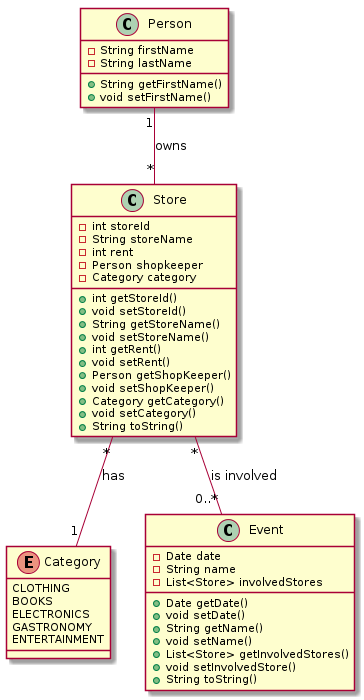 C Person
String firstName
String lastName
String getFirstName()
void setFirstName()
1
owns
*
C Store
int storeId
String storeName
int rent
Person shopkeeper
Category category
int getStoreId()
void setStoreId()
String getStoreName()
void setStoreName()
int getRent()
void setRent()
Person getShopKeeper()
void setShopKeeper()
Category getCategory()
void setCategory()
String toString()
* *
has is involved
1 0..*
E Category
CLOTHING
BOOKS
ELECTRONICS
GASTRONOMY
ENTERTAINMENT
C Event
Date date
String name
List<Store> involvedStores
Date getDate()
void setDate()
String getName()
void setName()
List<Store> getInvolvedStores()
void setInvolvedStore()
String toString()